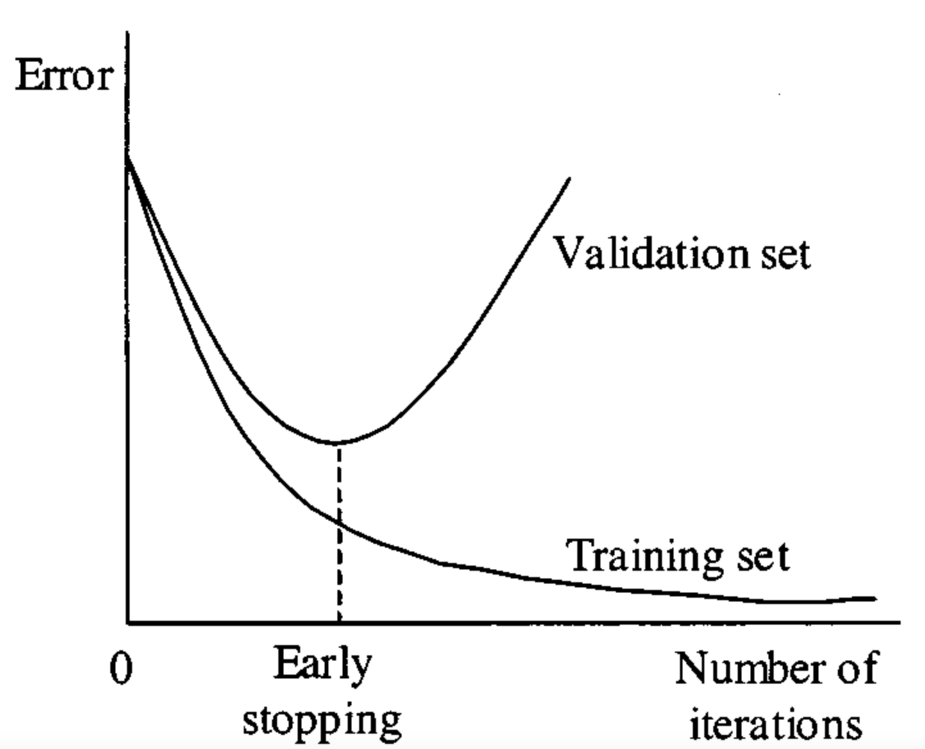 Error
Validation set
Training set
0
Early
stopping
Number of
iterations